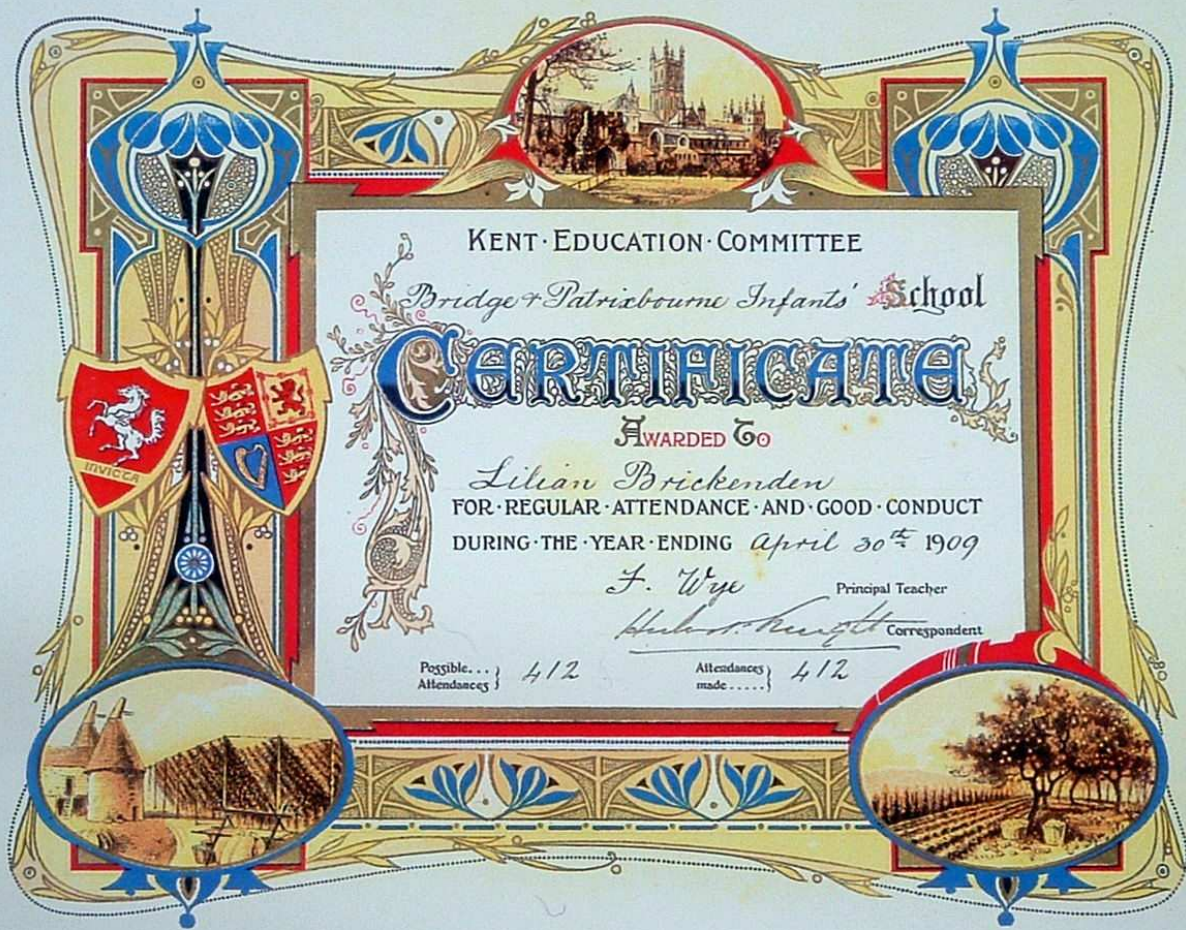 KENT·EDUCATION·COMMITTEE
Bridge & Patrixbourne Infants' School
CERTIFICATE
AWARDED TO
Lilian Brickenden
FOR·REGULAR·ATTENDANCE·AND·GOOD·CONDUCT
DURING·THE·YEAR·ENDING April 30th 1909
F. Wye Principal Teacher
Knight Correspondent
Possible... Attendances } 412 Attendances made..... } 412
INVICTA